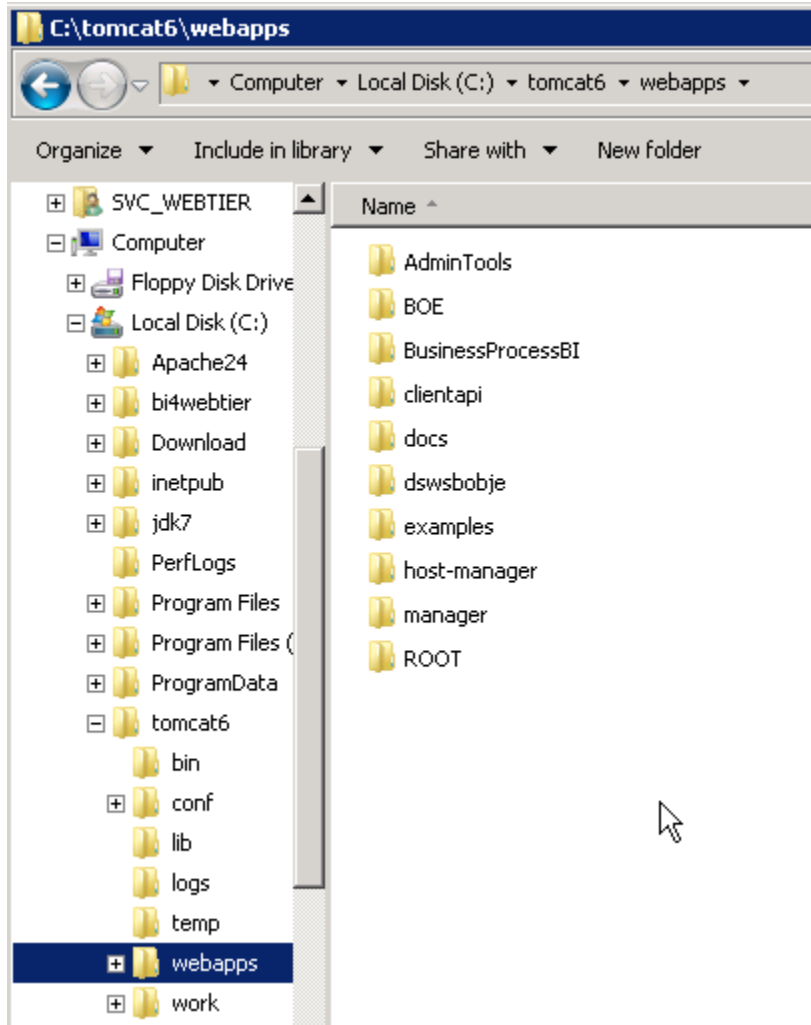 C:\tomcat6\webapps
Computer Local Disk (C:) tomcat6 webapps
Organize Include in library Share with New folder
SVC_WEBTIER
Computer
Floppy Disk Drive
Local Disk (C:)
Apache24
bi4webtier
Download
inetpub
jdk7
PerfLogs
Program Files
Program Files (
ProgramData
tomcat6
bin
conf
lib
logs
temp
webapps
work
Name
AdminTools
BOE
BusinessProcessBI
clientapi
docs
dswsbobje
examples
host-manager
manager
ROOT